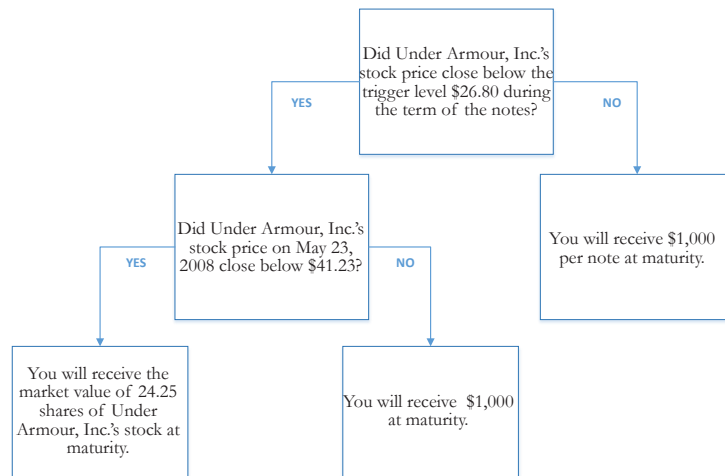 Did Under Armour, Inc.'s
stock price close below the
trigger level $26.80 during
the term of the notes?
YES
NO
Did Under Armour, Inc.'s
stock price on May 23,
2008 close below $41.23?
You will receive $1,000
per note at maturity.
YES
NO
You will receive the
market value of 24.25
shares of Under
Armour, Inc.'s stock at
maturity.
You will receive $1,000
at maturity.